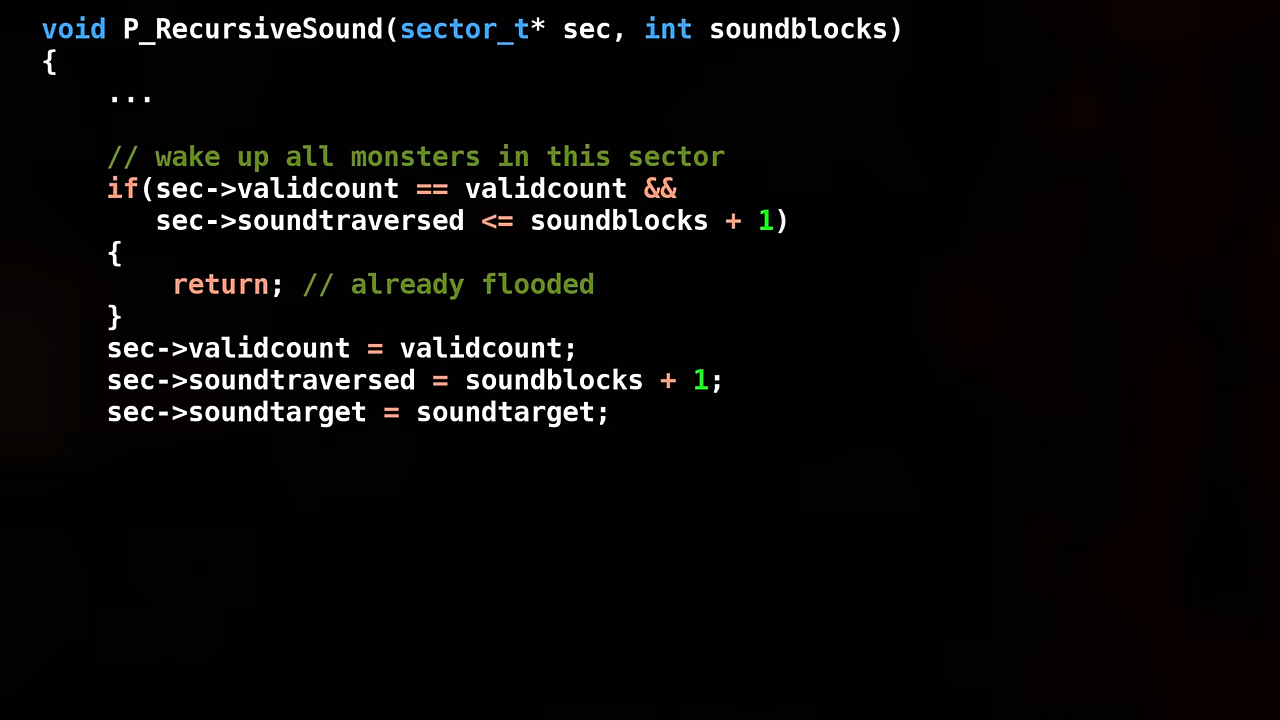 void P_RecursiveSound(sector_t* sec, int soundblocks)
{
    ...

    // wake up all monsters in this sector
    if(sec->validcount == validcount &&
       sec->soundtraversed <= soundblocks + 1)
    {
        return; // already flooded
    }
    sec->validcount = validcount;
    sec->soundtraversed = soundblocks + 1;
    sec->soundtarget = soundtarget;